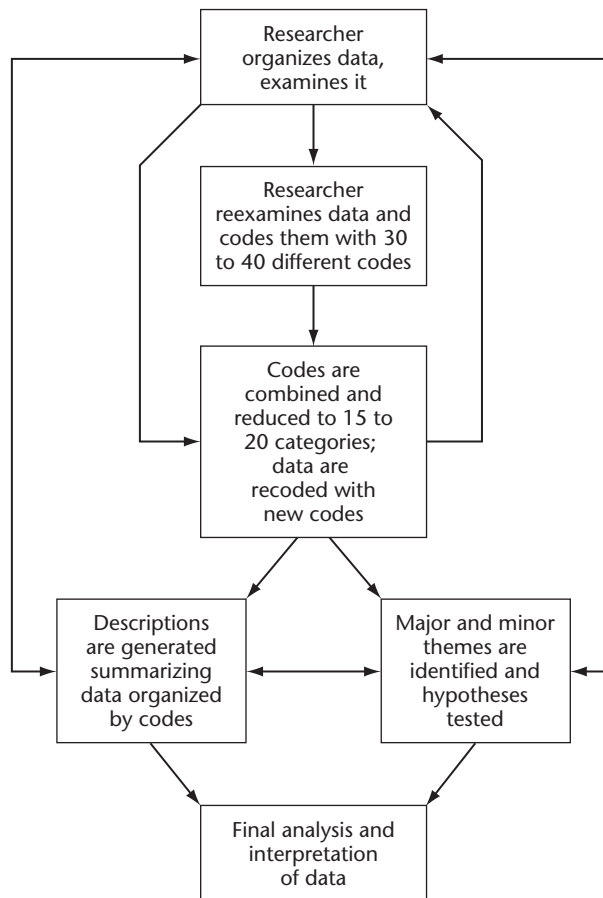 Researcher
organizes data,
examines it
Researcher
reexamines data and
codes them with 30
to 40 different codes
Codes are
combined and
reduced to 15 to
20 categories;
data are
recoded with
new codes
Descriptions
are generated
summarizing
data organized
by codes
Major and minor
themes are
identified and
hypotheses
tested
Final analysis and
interpretation
of data